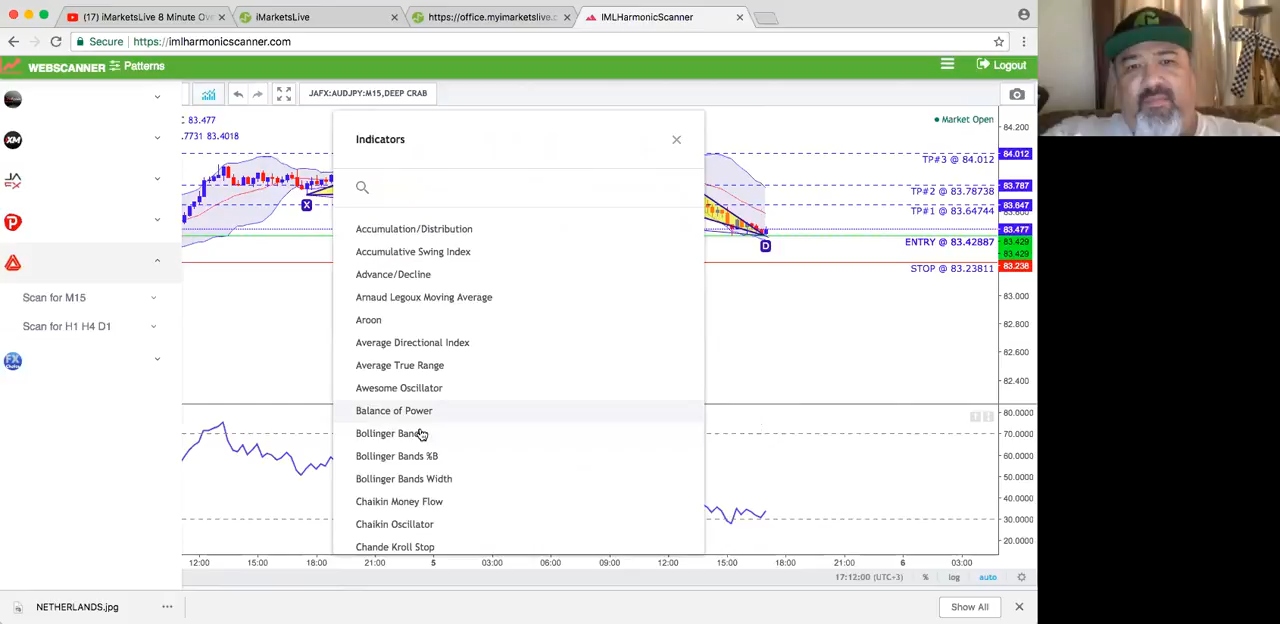 (17) iMarketsLive 8 Minute Ov
iMarketsLive
https://office.myimarketslive.c
IMLHarmonicScanner
Secure
https://imlharmonicscanner.com
WEBSCANNER
Patterns
Logout
JAFX:AUDJPY:M15,DEEP CRAB
XM
JA
FX
Scan for M15
Scan for H1 H4 D1
FX
C 83.477
.7731 83.4018
Market Open
Indicators
Accumulation/Distribution
Accumulative Swing Index
Advance/Decline
Arnaud Legoux Moving Average
Aroon
Average Directional Index
Average True Range
Awesome Oscillator
Balance of Power
Bollinger Bands
Bollinger Bands %B
Bollinger Bands Width
Chaikin Money Flow
Chaikin Oscillator
Chande Kroll Stop
X
D
TP#3 @ 84.012
TP#2 @ 83.78738
TP#1 @ 83.64744
ENTRY @ 83.42887
STOP @ 83.23811
84.200
84.012
83.787
83.647
83.477
83.429
83.429
83.238
83.000
82.800
82.600
82.400
80.0000
70.0000
60.0000
50.0000
40.0000
30.0000
20.0000
12:00
15:00
18:00
21:00
5
03:00
06:00
09:00
12:00
15:00
18:00
21:00
6
03:00
17:12:00 (UTC+3)
%
log
auto
NETHERLANDS.jpg
Show All